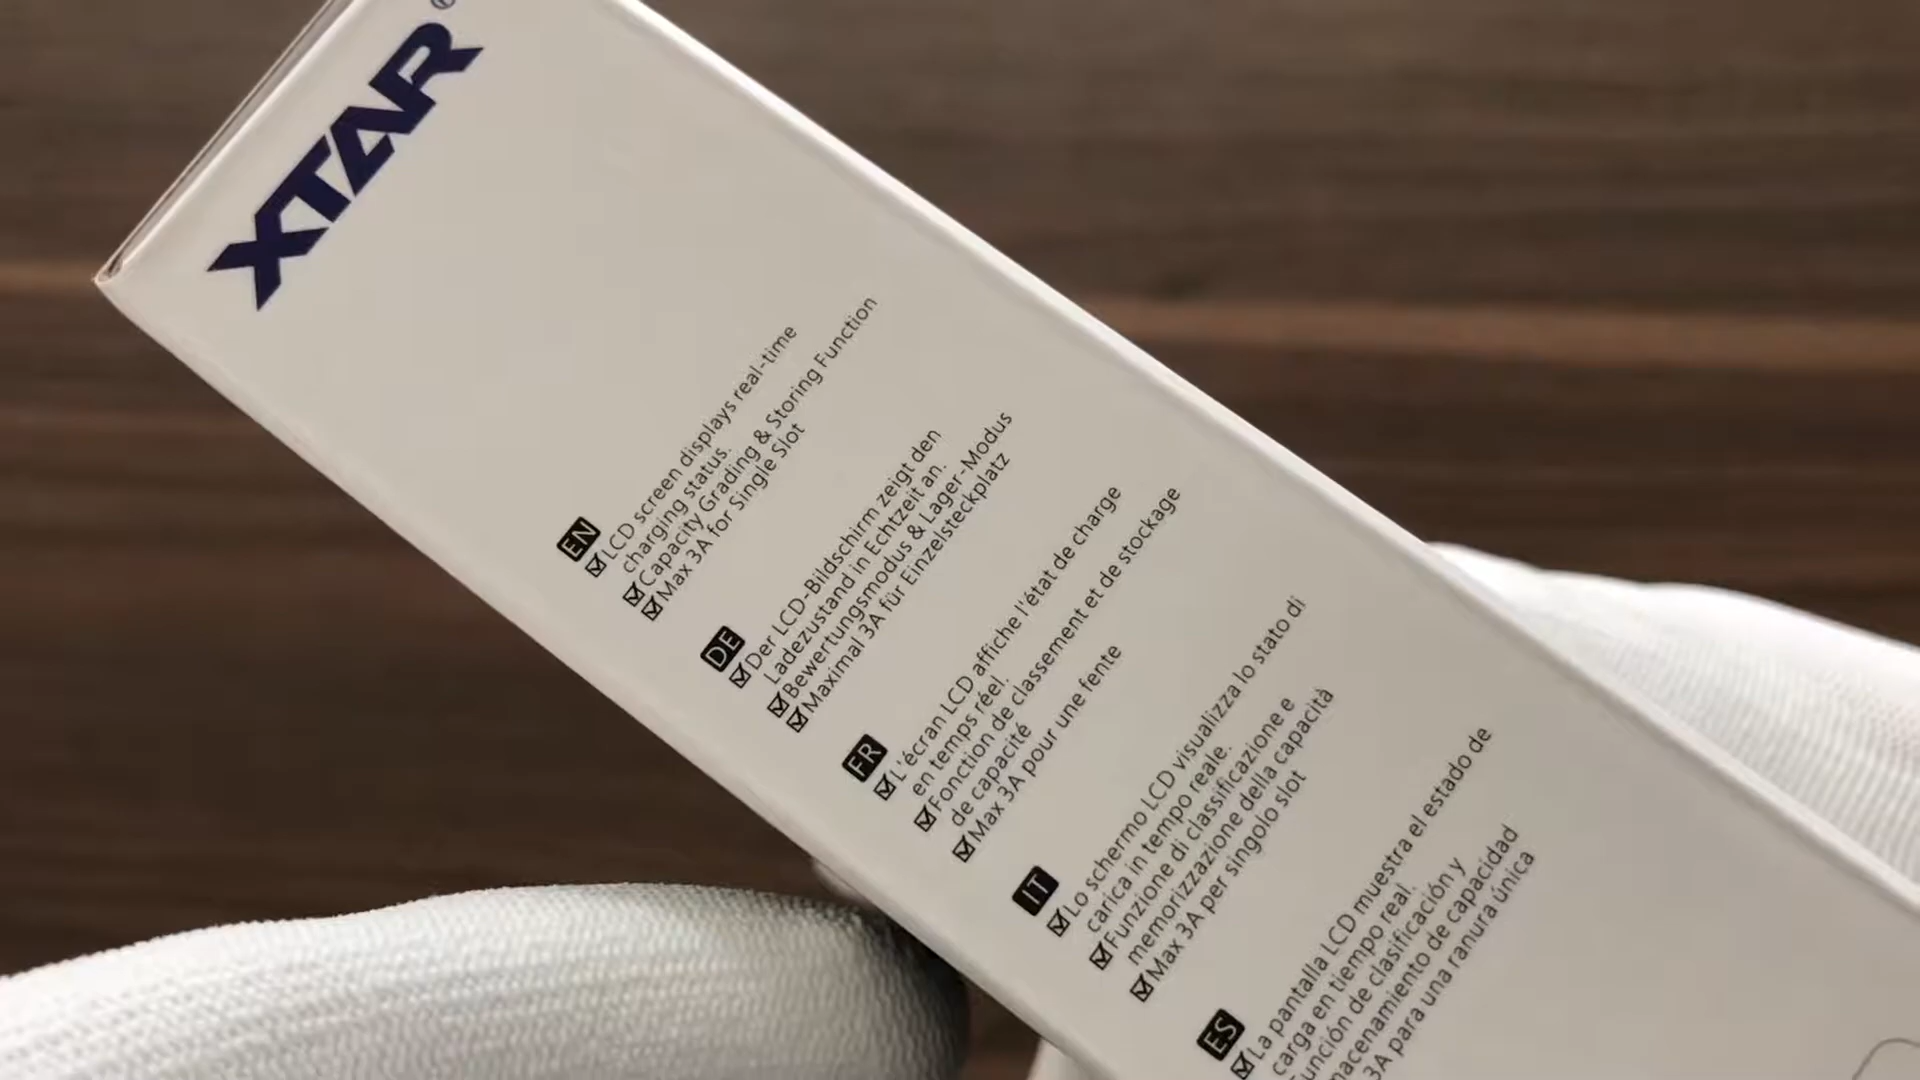 XTAR®
EN
☑ LCD screen displays real-time
charging status.
☑ Capacity Grading & Storing Function
☑ Max 3A for Single Slot
DE
☑ Der LCD-Bildschirm zeigt den
Ladezustand in Echtzeit an.
☑ Bewertungsmodus & Lager-Modus
☑ Maximal 3A für Einzelsteckplatz
FR
☑ L'écran LCD affiche l'état de charge
en temps réel.
☑ Fonction de classement et de stockage
de capacité
☑ Max 3A pour une fente
IT
☑ Lo schermo LCD visualizza lo stato di
carica in tempo reale.
☑ Funzione di classificazione e
memorizzazione della capacità
☑ Max 3A per singolo slot
ES
☑ La pantalla LCD muestra el estado de
carga en tiempo real.
de clasificación y
de capacidad
3A para una ranura única